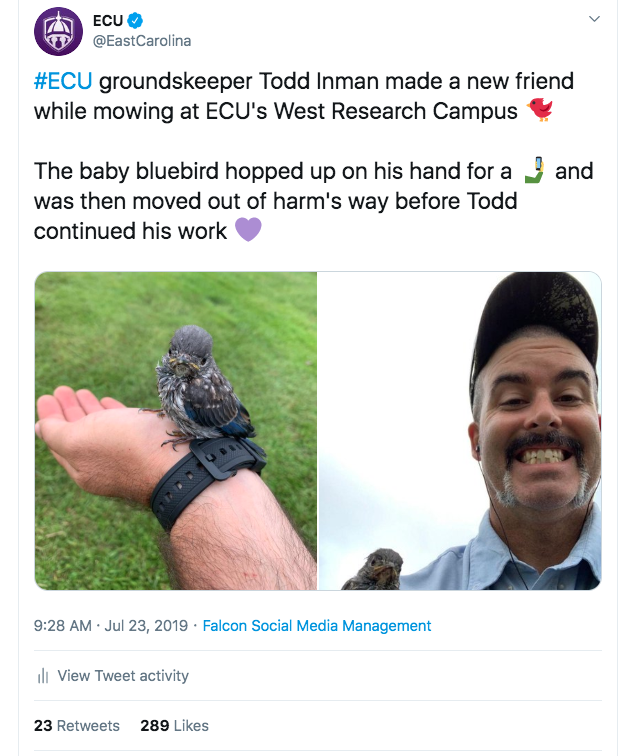 ECU
@EastCarolina
#ECU groundskeeper Todd Inman made a new friend
while mowing at ECU's West Research Campus 🐦
The baby bluebird hopped up on his hand for a 🤳 and
was then moved out of harm's way before Todd
continued his work 💜
9:28 AM · Jul 23, 2019 · Falcon Social Media Management
View Tweet activity
23 Retweets 289 Likes